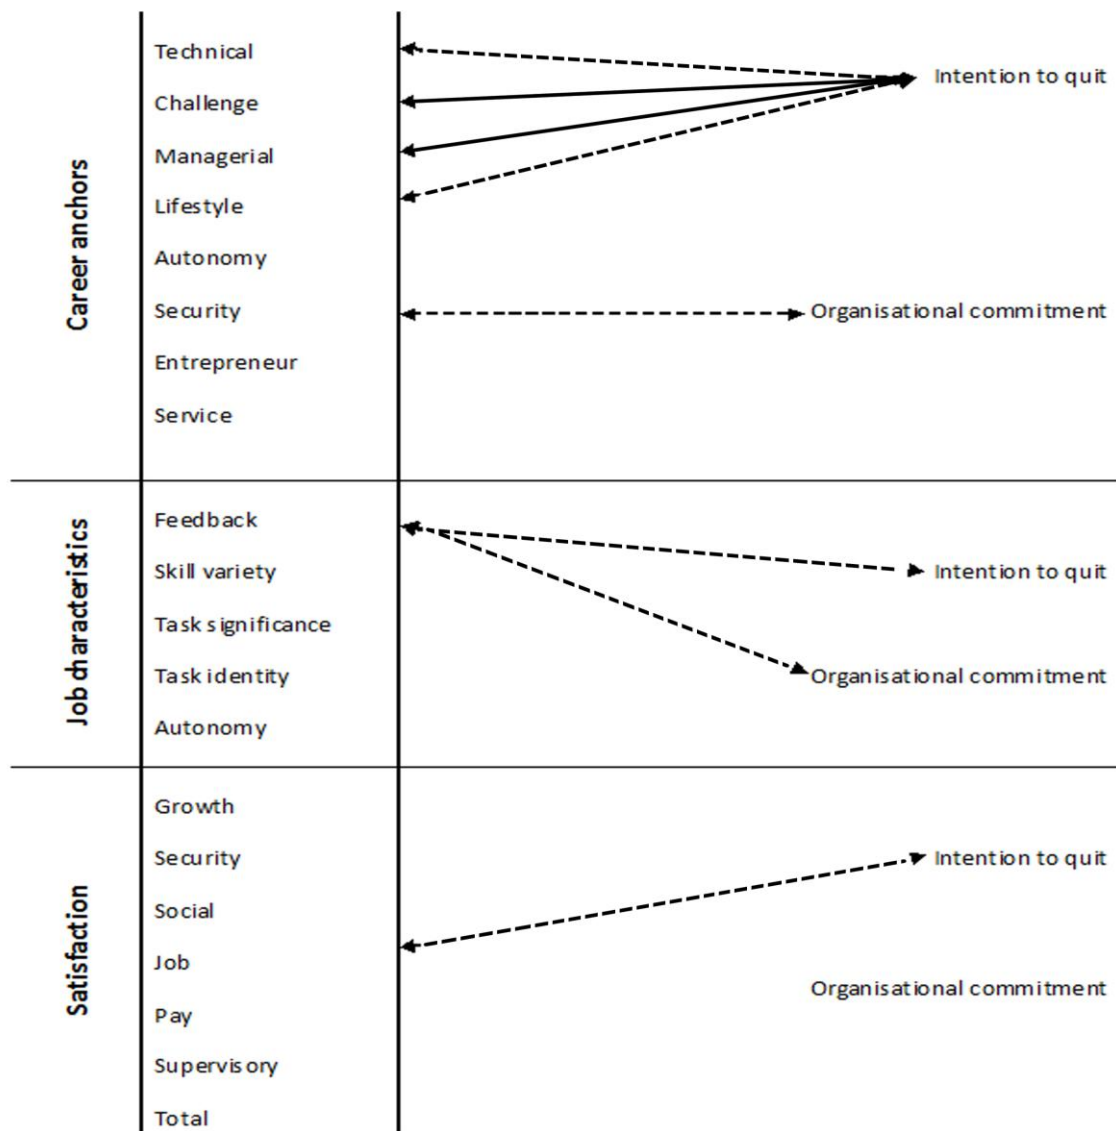 Career anchors
Technical
Challenge
Managerial
Lifestyle
Autonomy
Security
Entrepreneur
Service
Intention to quit
Organisational commitment
Job dharacteristics
Feedback
Skill variety
Task significance
Task identity
Autonomy
Intention to quit
Organisational commitment
Satisfaction
Growth
Security
Social
Job
Pay
Supervisory
Total
Intention to quit
Organisational commitment